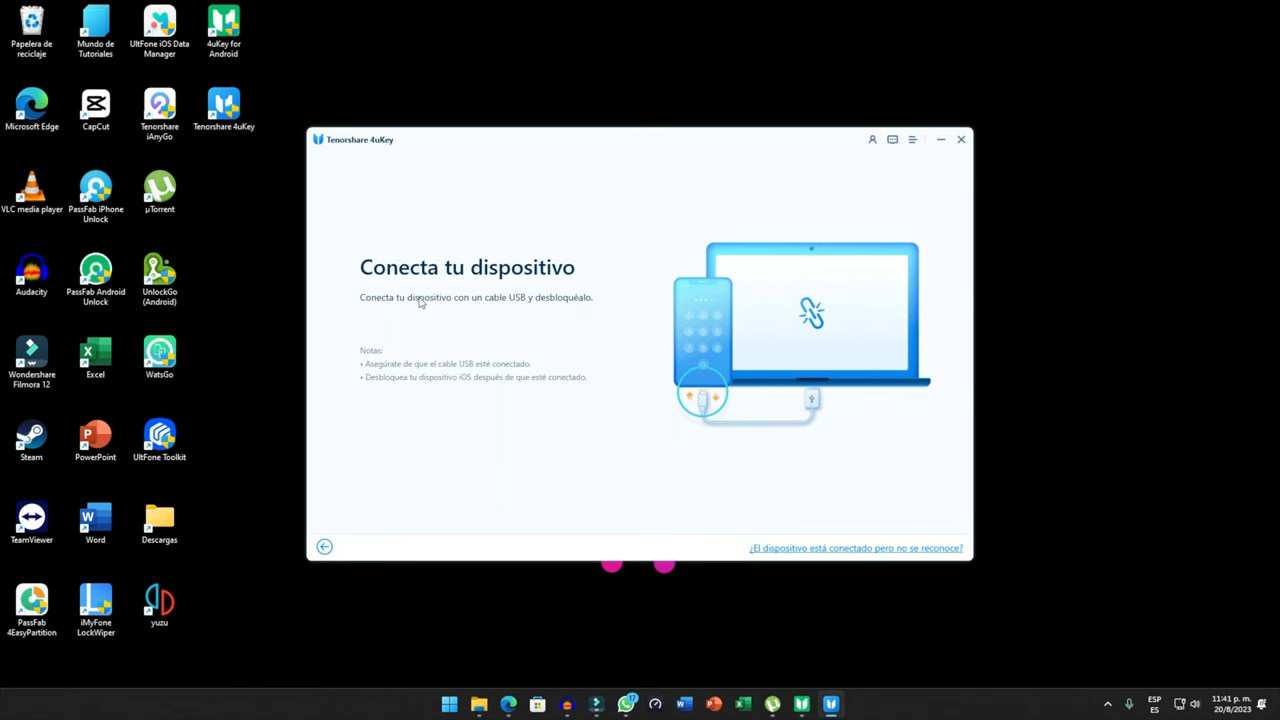 Papelera de
reciclaje
Mundo de
Tutoriales
UltFone iOS Data
Manager
4uKey for
Android
Microsoft Edge
CapCut
Tenorshare
iAnyGo
Tenorshare 4uKey
VLC media player
PassFab iPhone
Unlock
µTorrent
Audacity
PassFab Android
Unlock
UnlockGo
(Android)
Wondershare
Filmora 12
Excel
WatsGo
Steam
PowerPoint
UltFone Toolkit
TeamViewer
Word
Descargas
PassFab
4EasyPartition
iMyFone
LockWiper
yuzu
Tenorshare 4uKey
Conecta tu dispositivo
Conecta tu dispositivo con un cable USB y desbloquéalo.
Notas:
• Asegúrate de que el cable USB esté conectado.
• Desbloquea tu dispositivo iOS después de que esté conectado.
¿El dispositivo está conectado pero no se reconoce?
17
ESP
ES
11:41 p. m.
20/8/2023